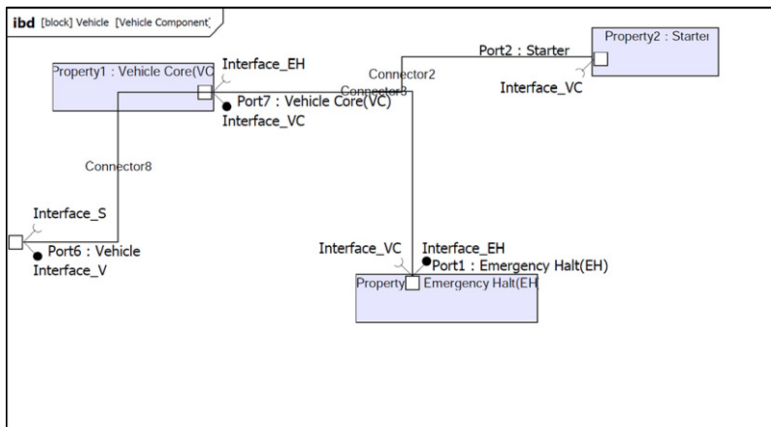 ibd [block] Vehicle [Vehicle Component]
Port2 : Starter
Property2 : Starter
Interface_EH
Property1 : Vehicle Core(VC
Connector2
Interface_VC
Connector3
Port7 : Vehicle Core(VC)
Interface_VC
Connector8
Interface_S
Port6 : Vehicle
Interface_V
Interface_VC
Interface_EH
Port1 : Emergency Halt(EH)
Property
Emergency Halt(EH